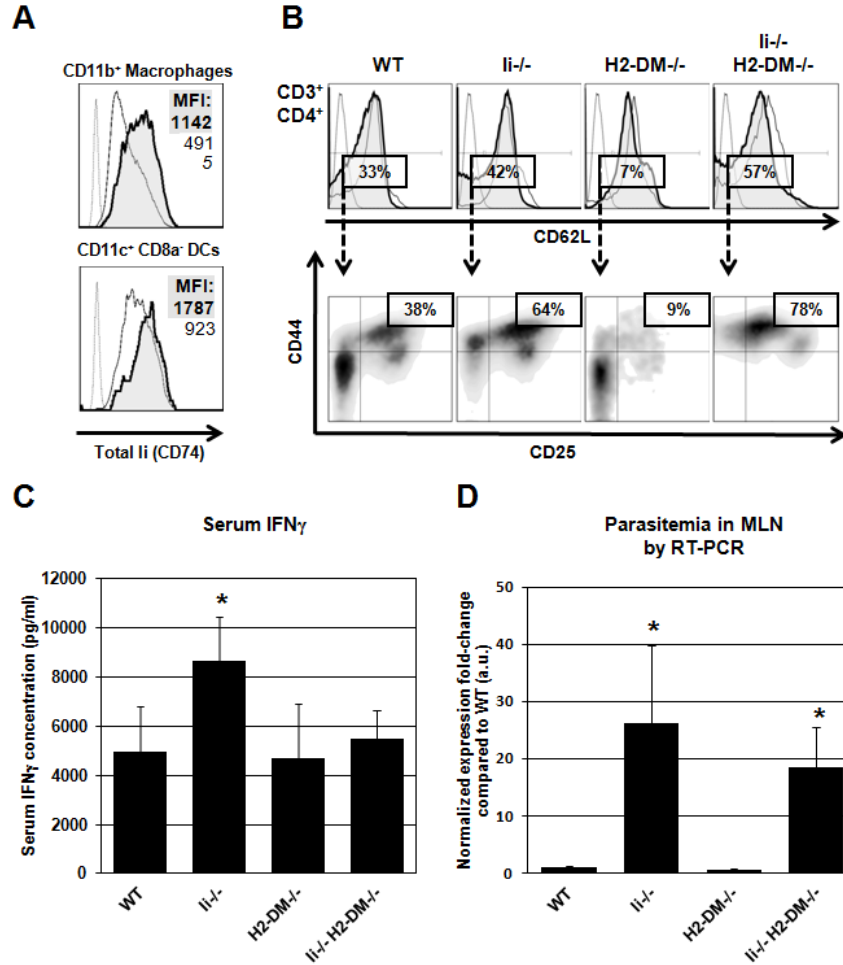 A
CD11b⁺ Macrophages
MFI:
1142
491
5
CD11c⁺ CD8a⁻ DCs
MFI:
1787
923
Total Ii (CD74)
B
WT
Ii-/-
H2-DM-/-
Ii-/-
H2-DM-/-
CD3⁺
CD4⁺
33%
42%
7%
57%
CD62L
CD44
38%
64%
9%
78%
CD25
C
Serum IFNγ
Serum IFNγ concentration (pg/ml)
12000
10000
8000
6000
4000
2000
0
*
WT
Ii-/-
H2-DM-/-
Ii-/- H2-DM-/-
D
Parasitemia in MLN
by RT-PCR
Normalized expression fold-change
compared to WT (a.u.)
50
40
30
20
10
0
*
*
WT
Ii-/-
H2-DM-/-
Ii-/- H2-DM-/-